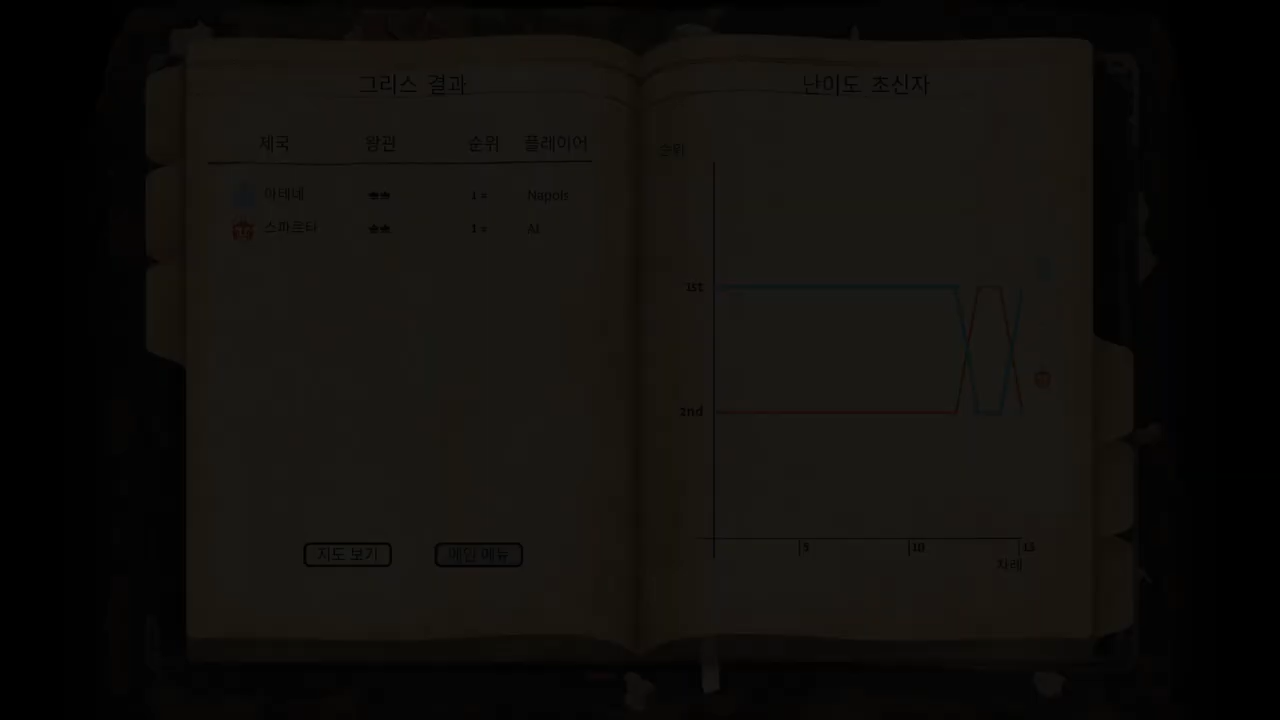 그리스 결과
제국 왕관 순위 플레이어
아테네 ** 1 = Napols
스파르타 ** 1 = AI
지도 보기 메인 메뉴
난이도 초신자
순위
1st
2nd
5 10 13
차례